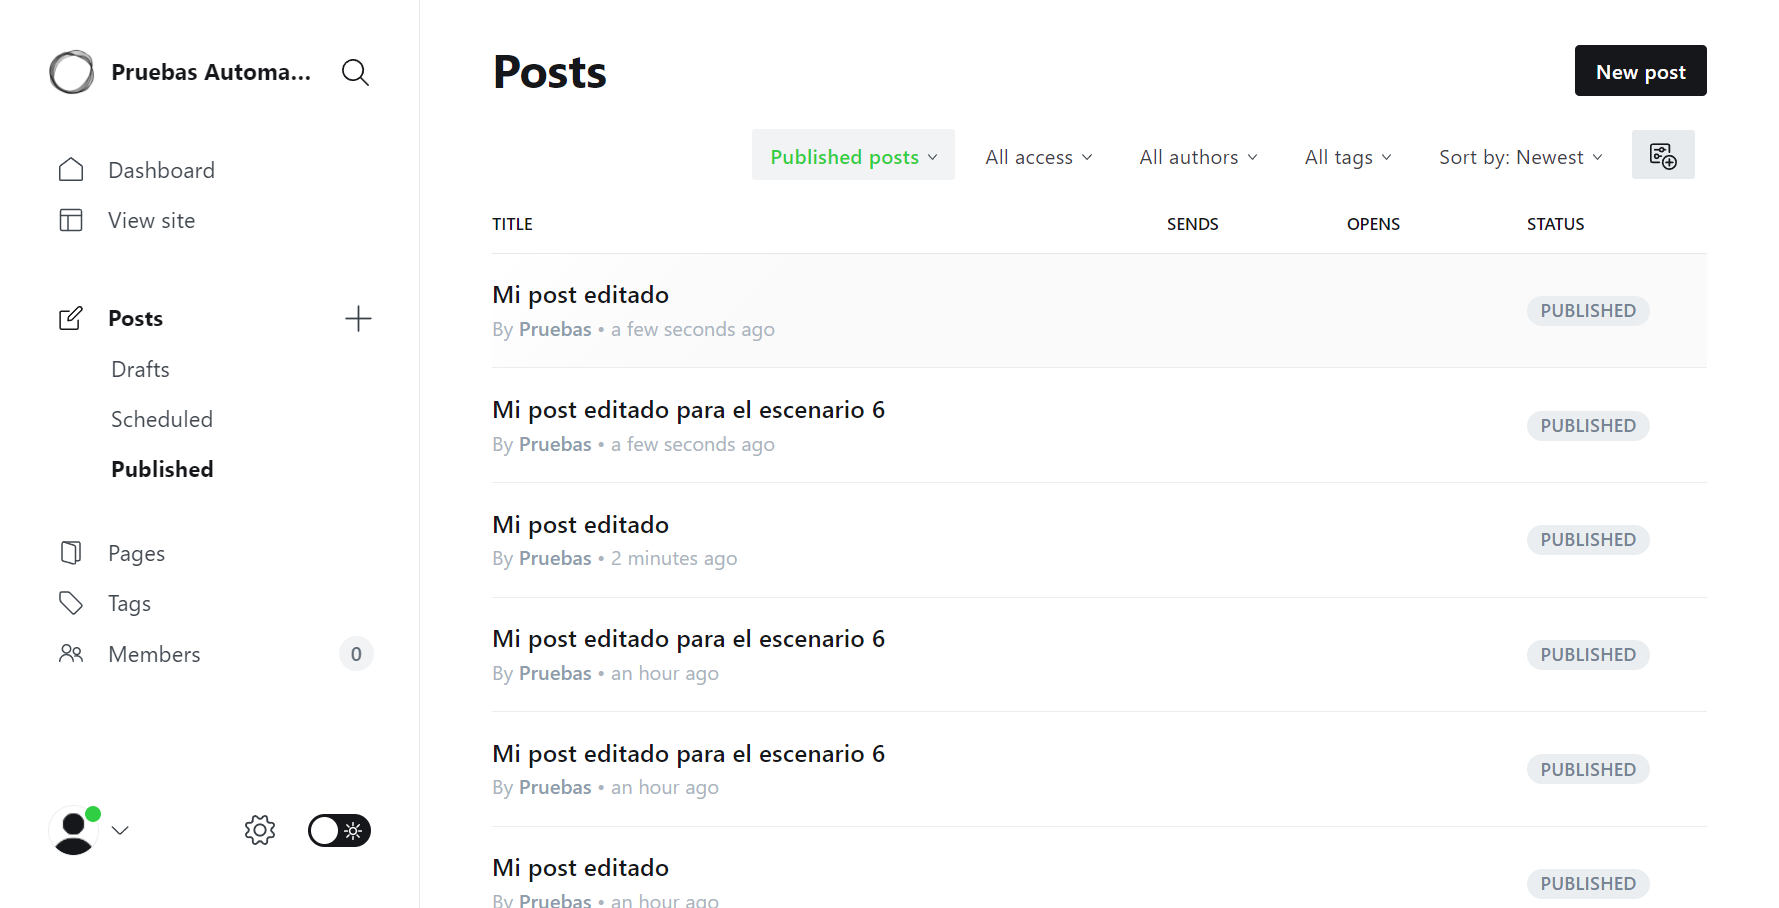 Pruebas Automa...
Dashboard
View site
Posts
Drafts
Scheduled
Published
Pages
Tags
Members 0
Posts
New post
Published posts All access All authors All tags Sort by: Newest
TITLE SENDS OPENS STATUS
Mi post editado
By Pruebas • a few seconds ago
PUBLISHED
Mi post editado para el escenario 6
By Pruebas • a few seconds ago
PUBLISHED
Mi post editado
By Pruebas • 2 minutes ago
PUBLISHED
Mi post editado para el escenario 6
By Pruebas • an hour ago
PUBLISHED
Mi post editado para el escenario 6
By Pruebas • an hour ago
PUBLISHED
Mi post editado
By Pruebas • an hour ago
PUBLISHED